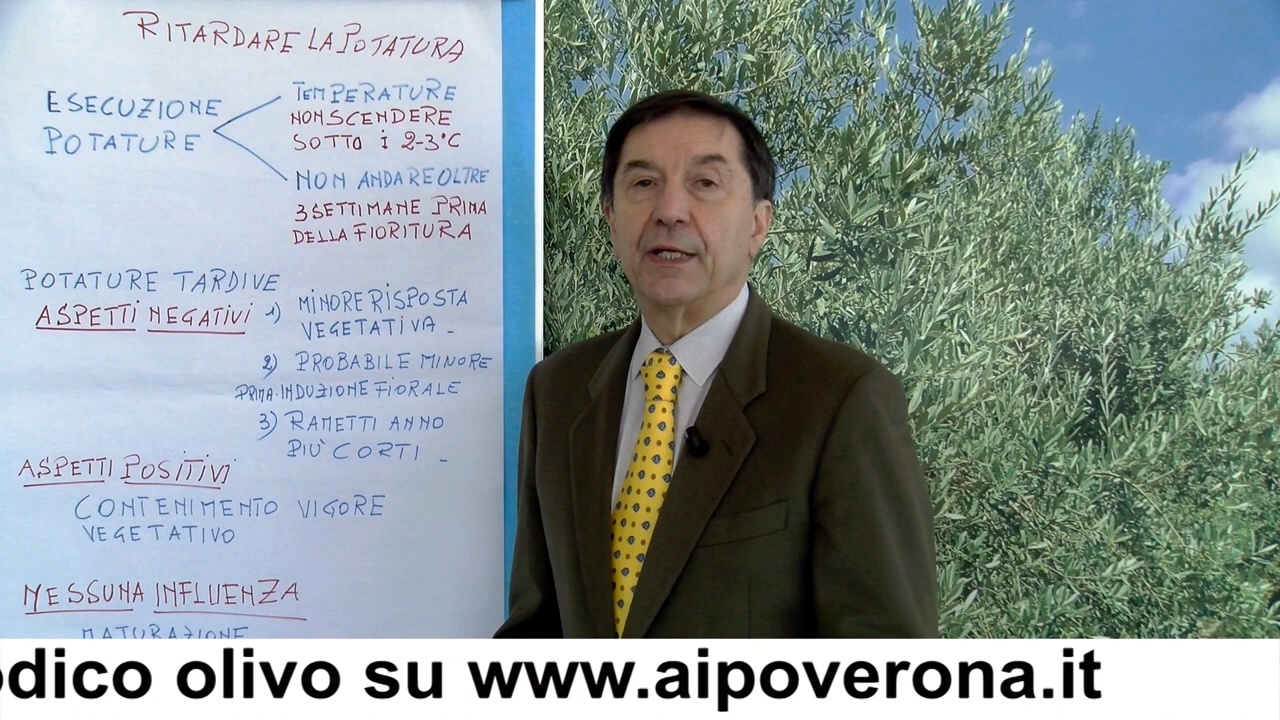 RITARDARE LA POTATURA
ESECUZIONE
POTATURE
TEMPERATURE
NON SCENDERE
SOTTO i 2-3°C
NON ANDARE OLTRE
3 SETTIMANE PRIMA
DELLA FIORITURA
POTATURE TARDIVE
ASPETTI NEGATIVI
1) MINORE RISPOSTA
VEGETATIVA -
2) PROBABILE MINORE
PRIMA. INDUZIONE FIORALE
3) RAMETTI ANNO
PIÙ CORTI -
ASPETTI POSITIVI
CONTENIMENTO VIGORE
VEGETATIVO
NESSUNA INFLUENZA
MATURAZIONE
odico olivo su www.aipoverona.it